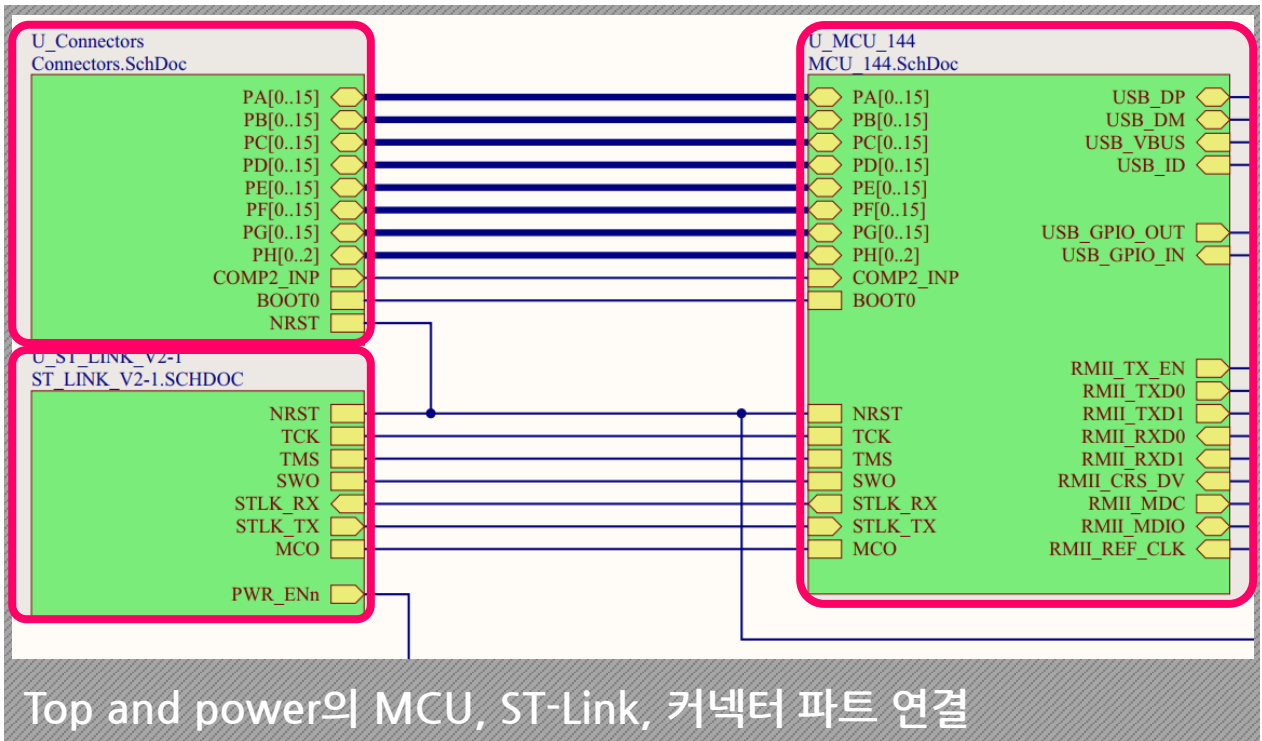 U_Connectors
Connectors.SchDoc
PA[0..15]
PB[0..15]
PC[0..15]
PD[0..15]
PE[0..15]
PF[0..15]
PG[0..15]
PH[0..2]
COMP2_INP
BOOT0
NRST
U_ST_LINK_V2-1
ST_LINK_V2-1.SCHDOC
NRST
TCK
TMS
SWO
STLK_RX
STLK_TX
MCO
PWR_ENn
U_MCU_144
MCU_144.SchDoc
PA[0..15]
PB[0..15]
PC[0..15]
PD[0..15]
PE[0..15]
PF[0..15]
PG[0..15]
PH[0..2]
COMP2_INP
BOOT0
NRST
TCK
TMS
SWO
STLK_RX
STLK_TX
MCO
USB_DP
USB_DM
USB_VBUS
USB_ID
USB_GPIO_OUT
USB_GPIO_IN
RMII_TX_EN
RMII_TXD0
RMII_TXD1
RMII_RXD0
RMII_RXD1
RMII_CRS_DV
RMII_MDC
RMII_MDIO
RMII_REF_CLK
Top and power의 MCU, ST-Link, 커넥터 파트 연결